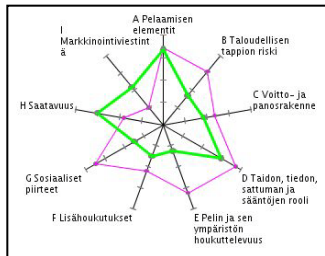 A Pelaamisen
elementit
B Taloudellisen
tappion riski
C Voitto- ja
panosrakenne
D Taidon, tiedon,
sattuman ja
sääntöjen rooli
E Pelin ja sen
ympäristön
houkuttelevuus
F Lisähoukutukset
G Sosiaaliset
piirteet
H Saatavuus
I
Markkinointiviestint
ä